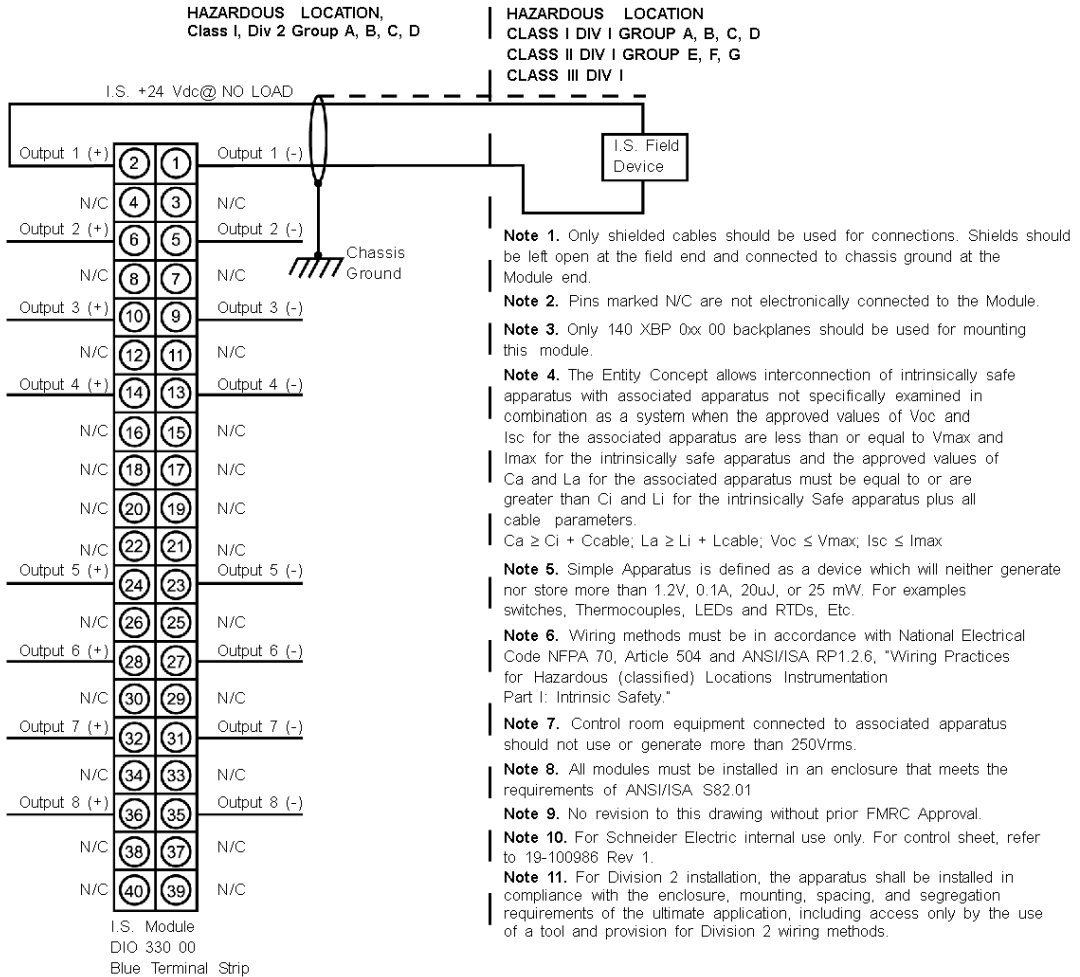 HAZARDOUS LOCATION,
Class I, Div 2 Group A, B, C, D
HAZARDOUS LOCATION
CLASS I DIV I GROUP A, B, C, D
CLASS II DIV I GROUP E, F, G
CLASS III DIV I
I.S. +24 Vdc@ NO LOAD
I.S. Field
Device
Output 1 (+) 2 1 Output 1 (-)
N/C 4 3 N/C
Output 2 (+) 6 5 Output 2 (-)
Chassis
Ground
N/C 8 7 N/C
Output 3 (+) 10 9 Output 3 (-)
N/C 12 11 N/C
Output 4 (+) 14 13 Output 4 (-)
N/C 16 15 N/C
N/C 18 17 N/C
N/C 20 19 N/C
N/C 22 21 N/C
Output 5 (+) 24 23 Output 5 (-)
N/C 26 25 N/C
Output 6 (+) 28 27 Output 6 (-)
N/C 30 29 N/C
Output 7 (+) 32 31 Output 7 (-)
N/C 34 33 N/C
Output 8 (+) 36 35 Output 8 (-)
N/C 38 37 N/C
N/C 40 39 N/C
I.S. Module
DIO 330 00
Blue Terminal Strip
Note 1. Only shielded cables should be used for connections. Shields should
be left open at the field end and connected to chassis ground at the
Module end.
Note 2. Pins marked N/C are not electronically connected to the Module.
Note 3. Only 140 XBP 0xx 00 backplanes should be used for mounting
this module.
Note 4. The Entity Concept allows interconnection of intrinsically safe
apparatus with associated apparatus not specifically examined in
combination as a system when the approved values of Voc and
Isc for the associated apparatus are less than or equal to Vmax and
Imax for the intrinsically safe apparatus and the approved values of
Ca and La for the associated apparatus must be equal to or are
greater than Ci and Li for the intrinsically Safe apparatus plus all
cable parameters.
Ca ≥ Ci + Ccable; La ≥ Li + Lcable; Voc ≤ Vmax; Isc ≤ Imax
Note 5. Simple Apparatus is defined as a device which will neither generate
nor store more than 1.2V, 0.1A, 20uJ, or 25 mW. For examples
switches, Thermocouples, LEDs and RTDs, Etc.
Note 6. Wiring methods must be in accordance with National Electrical
Code NFPA 70, Article 504 and ANSI/ISA RP1.2.6, "Wiring Practices
for Hazardous (classified) Locations Instrumentation
Part I: Intrinsic Safety."
Note 7. Control room equipment connected to associated apparatus
should not use or generate more than 250Vrms.
Note 8. All modules must be installed in an enclosure that meets the
requirements of ANSI/ISA S82.01
Note 9. No revision to this drawing without prior FMRC Approval.
Note 10. For Schneider Electric internal use only. For control sheet, refer
to 19-100986 Rev 1.
Note 11. For Division 2 installation, the apparatus shall be installed in
compliance with the enclosure, mounting, spacing, and segregation
requirements of the ultimate application, including access only by the use
of a tool and provision for Division 2 wiring methods.